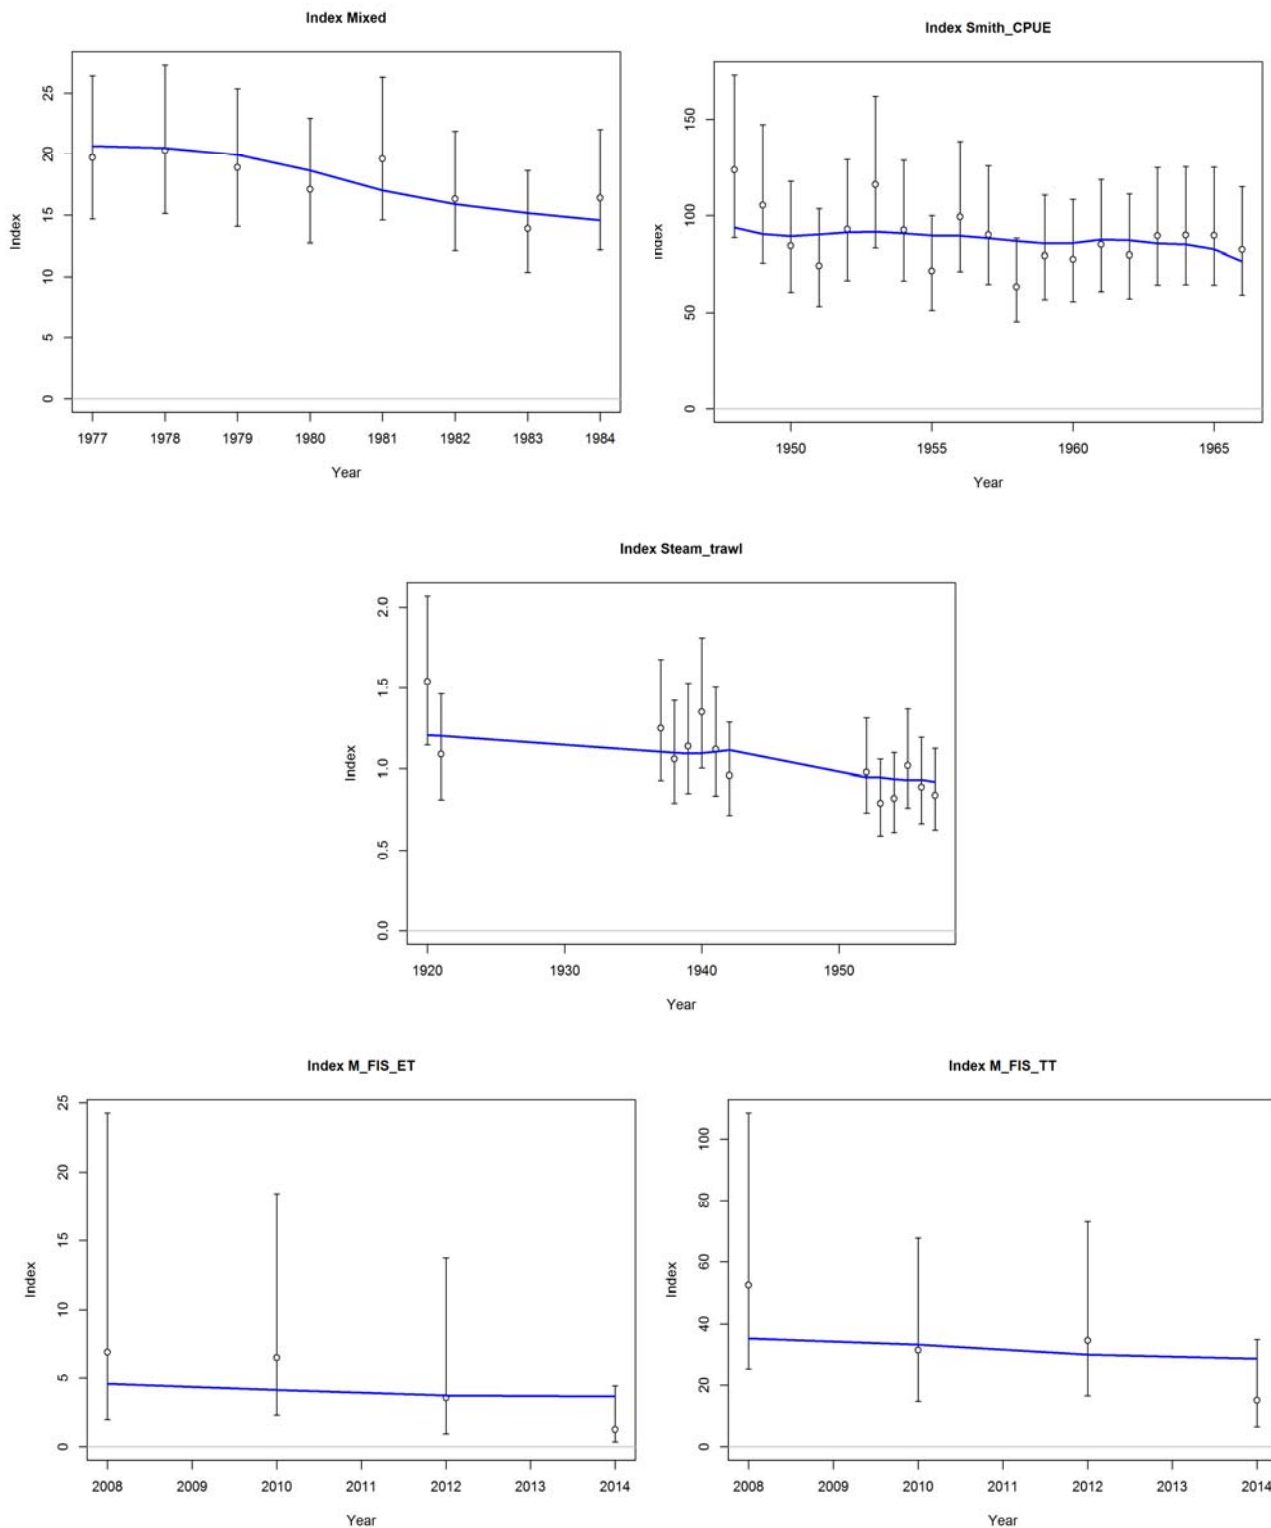 Index Mixed
Index
25
20
15
10
5
0
1977 1978 1979 1980 1981 1982 1983 1984
Year
Index Smith_CPUE
Index
150
100
50
0
1950 1955 1960 1965
Year
Index Steam_trawl
Index
2.0
1.5
1.0
0.5
0.0
1920 1930 1940 1950
Year
Index M_FIS_ET
Index
25
20
15
10
5
0
2008 2009 2010 2011 2012 2013 2014
Year
Index M_FIS_TT
Index
100
80
60
40
20
0
2008 2009 2010 2011 2012 2013 2014
Year